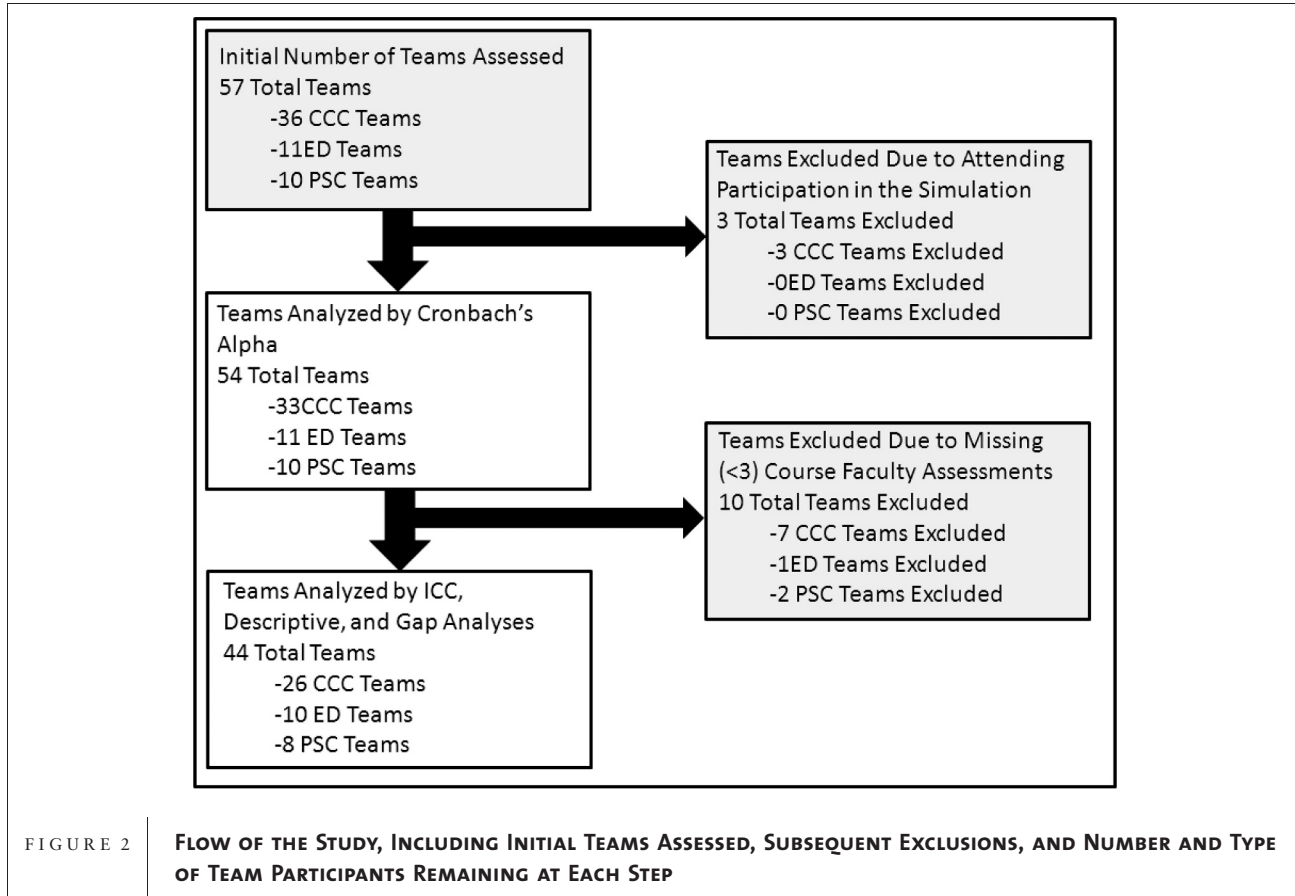 Initial Number of Teams Assessed
57 Total Teams
-36 CCC Teams
-11ED Teams
-10 PSC Teams
Teams Excluded Due to Attending
Participation in the Simulation
3 Total Teams Excluded
-3 CCC Teams Excluded
-0ED Teams Excluded
-0 PSC Teams Excluded
Teams Analyzed by Cronbach's
Alpha
54 Total Teams
-33CCC Teams
-11 ED Teams
-10 PSC Teams
Teams Excluded Due to Missing
(<3) Course Faculty Assessments
10 Total Teams Excluded
-7 CCC Teams Excluded
-1ED Teams Excluded
-2 PSC Teams Excluded
Teams Analyzed by ICC,
Descriptive, and Gap Analyses
44 Total Teams
-26 CCC Teams
-10 ED Teams
-8 PSC Teams
FIGURE 2 Flow of the Study, Including Initial Teams Assessed, Subsequent Exclusions, and Number and Type
of Team Participants Remaining at Each Step